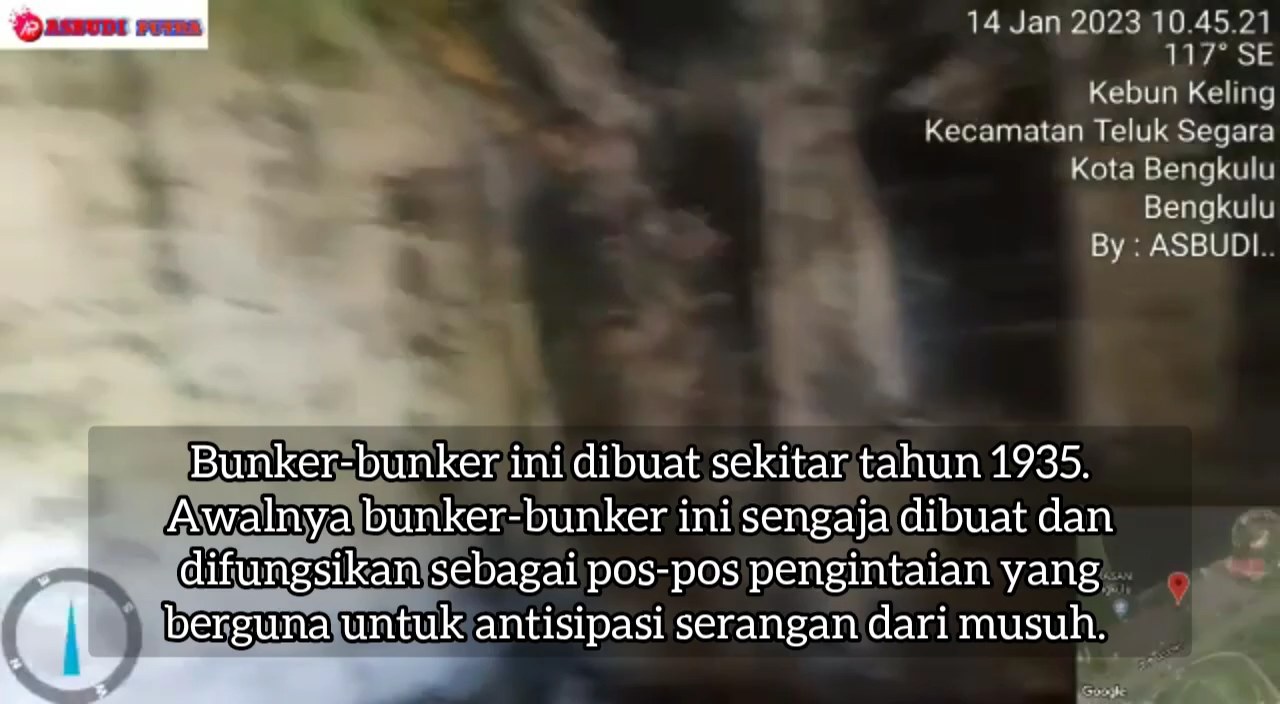 ASBUDI PUTRA
14 Jan 2023 10.45.21
117° SE
Kebun Keling
Kecamatan Teluk Segara
Kota Bengkulu
Bengkulu
By : ASBUDI..
Bunker-bunker ini dibuat sekitar tahun 1935.
Awalnya bunker-bunker ini sengaja dibuat dan
difungsikan sebagai pos-pos pengintaian yang
berguna untuk antisipasi serangan dari musuh.
Google